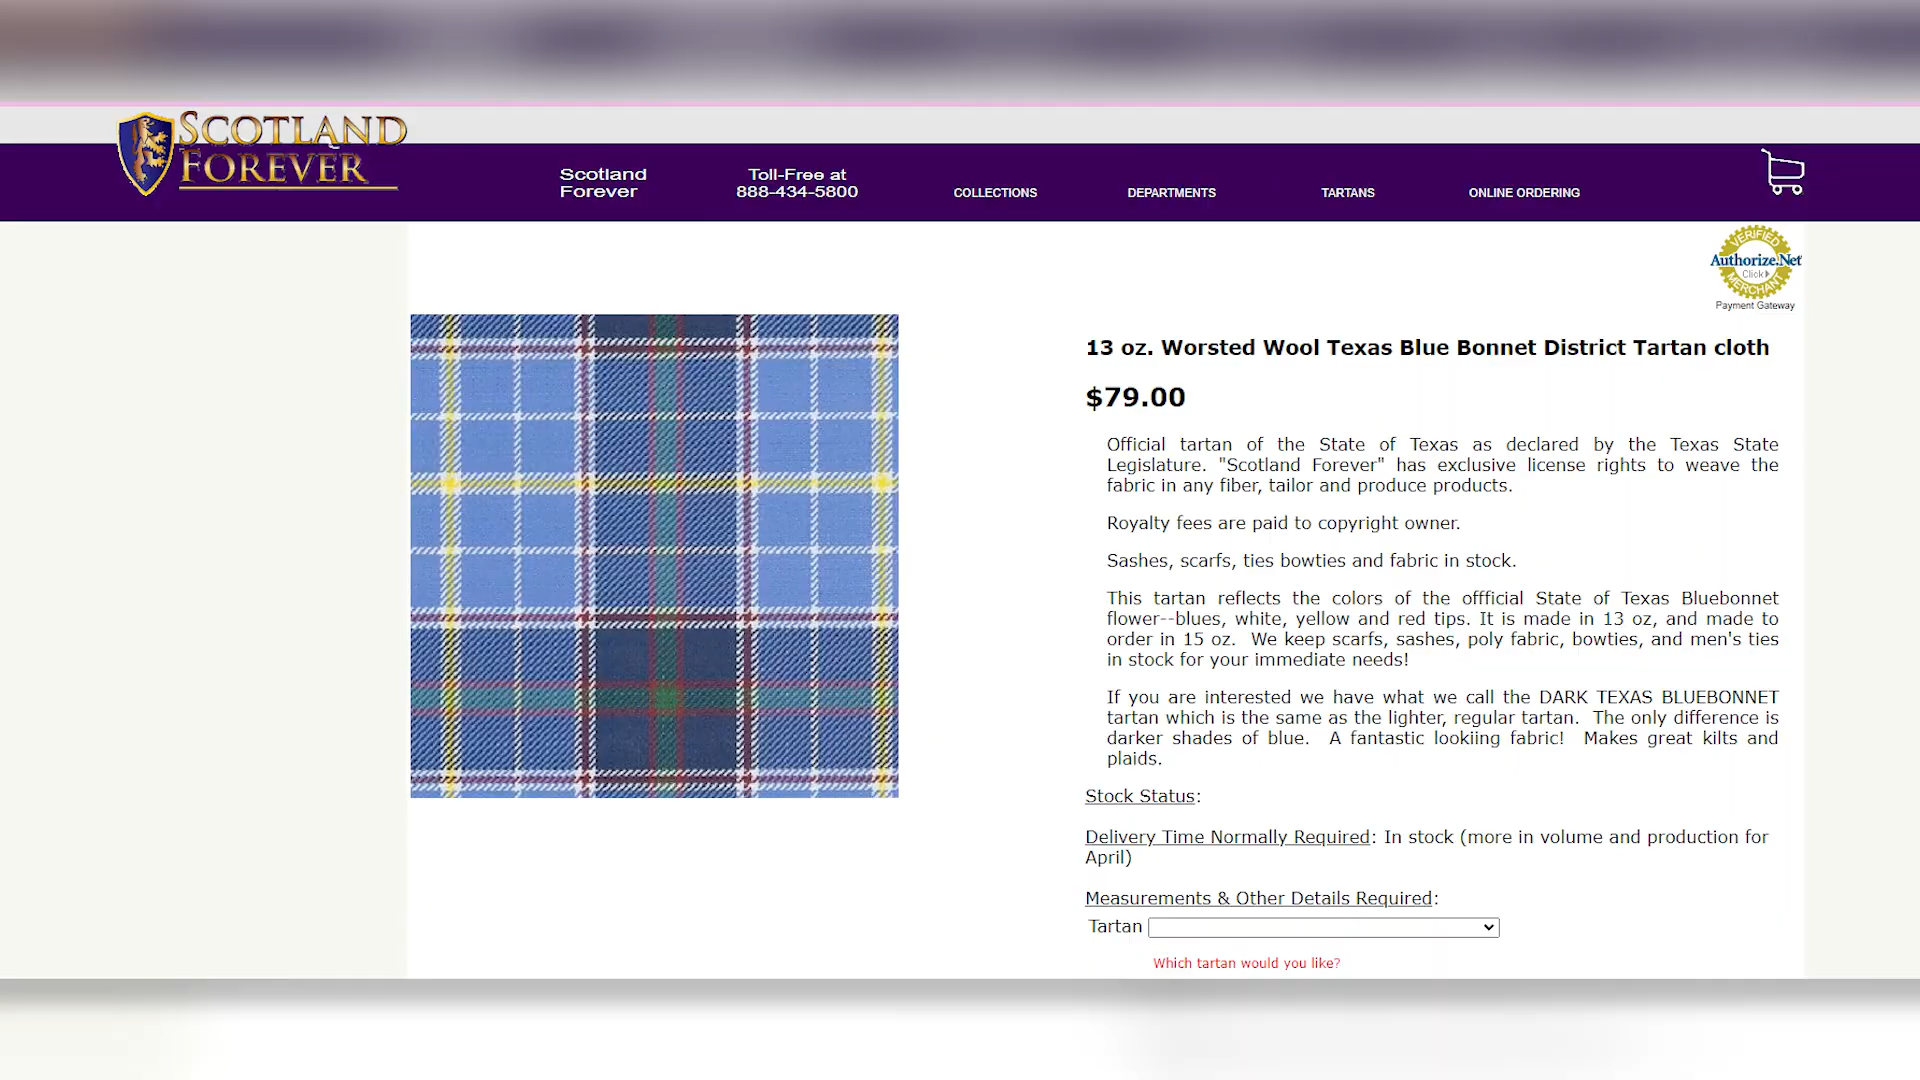 SCOTLAND
FOREVER
Scotland
Forever
Toll-Free at
888-434-5800
COLLECTIONS
DEPARTMENTS
TARTANS
ONLINE ORDERING
VERIFIED
Authorize.Net
Click
MERCHANT
Payment Gateway
13 oz. Worsted Wool Texas Blue Bonnet District Tartan cloth
$79.00
Official tartan of the State of Texas as declared by the Texas State
Legislature. "Scotland Forever" has exclusive license rights to weave the
fabric in any fiber, tailor and produce products.
Royalty fees are paid to copyright owner.
Sashes, scarfs, ties bowties and fabric in stock.
This tartan reflects the colors of the offficial State of Texas Bluebonnet
flower--blues, white, yellow and red tips. It is made in 13 oz, and made to
order in 15 oz. We keep scarfs, sashes, poly fabric, bowties, and men's ties
in stock for your immediate needs!
If you are interested we have what we call the DARK TEXAS BLUEBONNET
tartan which is the same as the lighter, regular tartan. The only difference is
darker shades of blue. A fantastic lookiing fabric! Makes great kilts and
plaids.
Stock Status:
Delivery Time Normally Required: In stock (more in volume and production for
April)
Measurements & Other Details Required:
Tartan
Which tartan would you like?